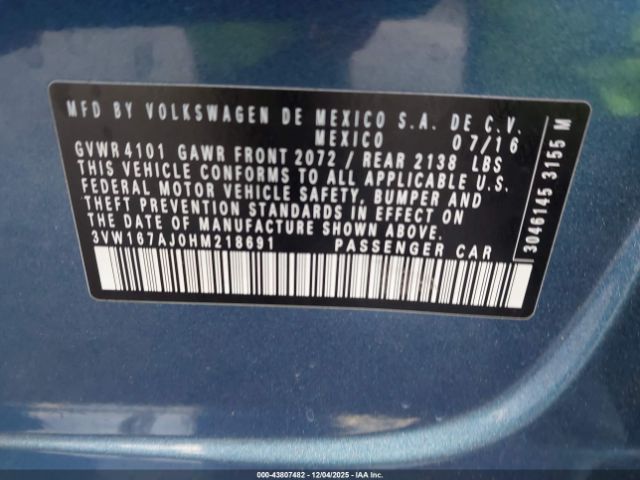 MFD BY VOLKSWAGEN DE MEXICO S.A. DE C.V.
MEXICO 07/16
GVWR 4101 GAWR FRONT 2072 / REAR 2138 LBS
THIS VEHICLE CONFORMS TO ALL APPLICABLE U.S.
FEDERAL MOTOR VEHICLE SAFETY, BUMPER AND
THEFT PREVENTION STANDARDS IN EFFECT ON
THE DATE OF MANUFACTURE SHOWN ABOVE.
3VW167AJ0HM218691 PASSENGER CAR
3046145 3155 M
000-43807482 - 12/04/2025 - IAA Inc.